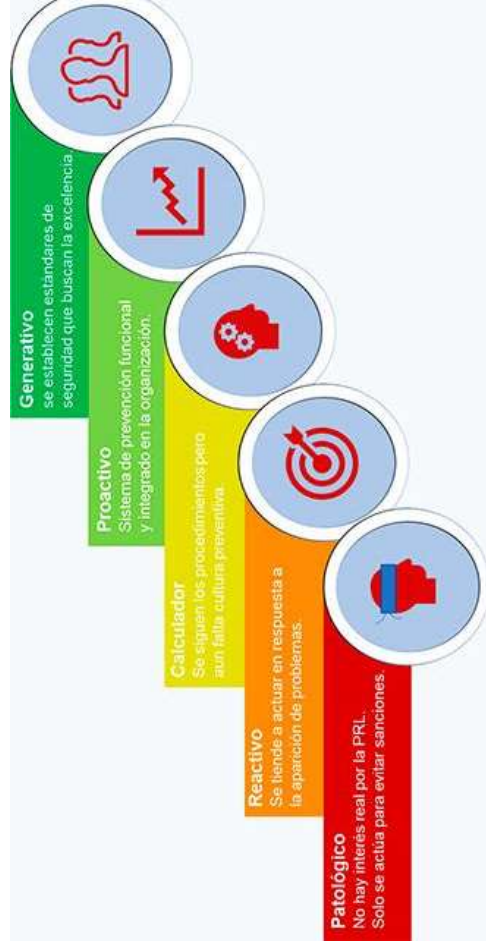 Generativo
se establecen estándares de
seguridad que buscan la excelencia.
Proactivo
Sistema de prevención funcional
y integrado en la organización.
Calculador
Se siguen los procedimientos pero
aun falta cultura preventiva.
Reactivo
Se tiende a actuar en respuesta a
la aparición de problemas.
Patológico
No hay interés real por la PRL.
Solo se actúa para evitar sanciones.